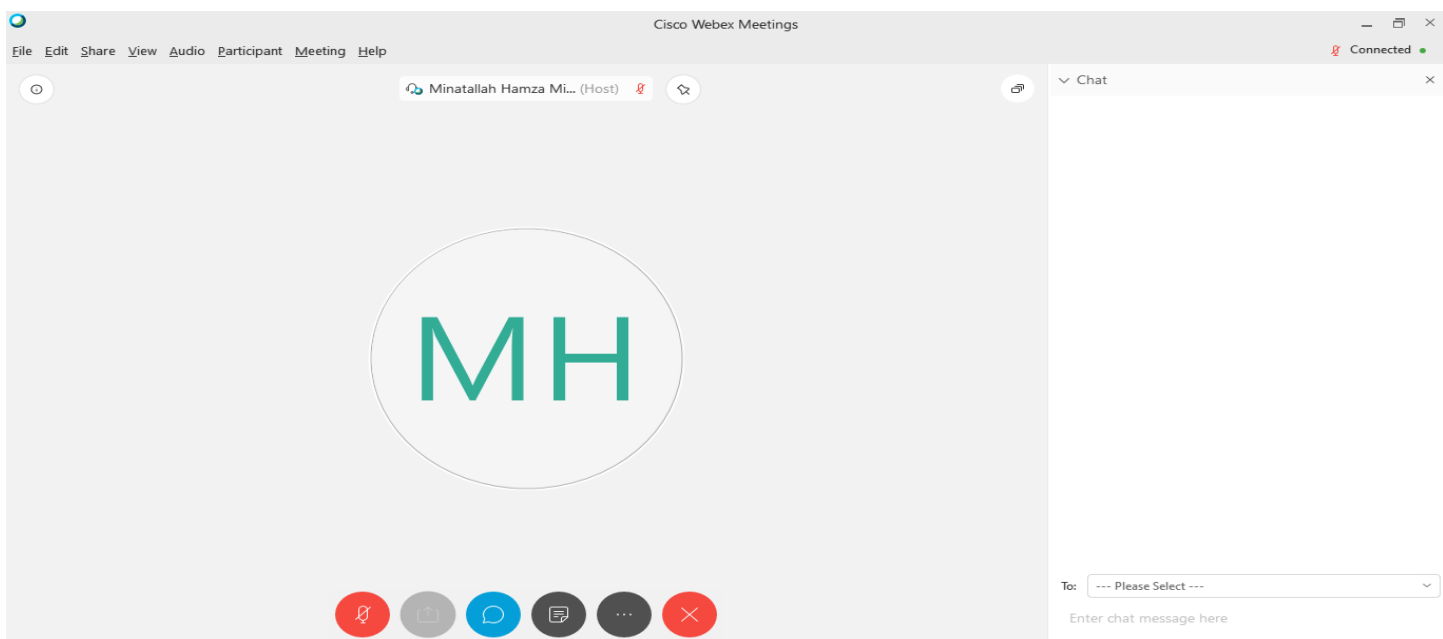 Cisco Webex Meetings
File Edit Share View Audio Participant Meeting Help
Connected
Minatallah Hamza Mi... (Host)
Chat
MH
To: --- Please Select ---
Enter chat message here